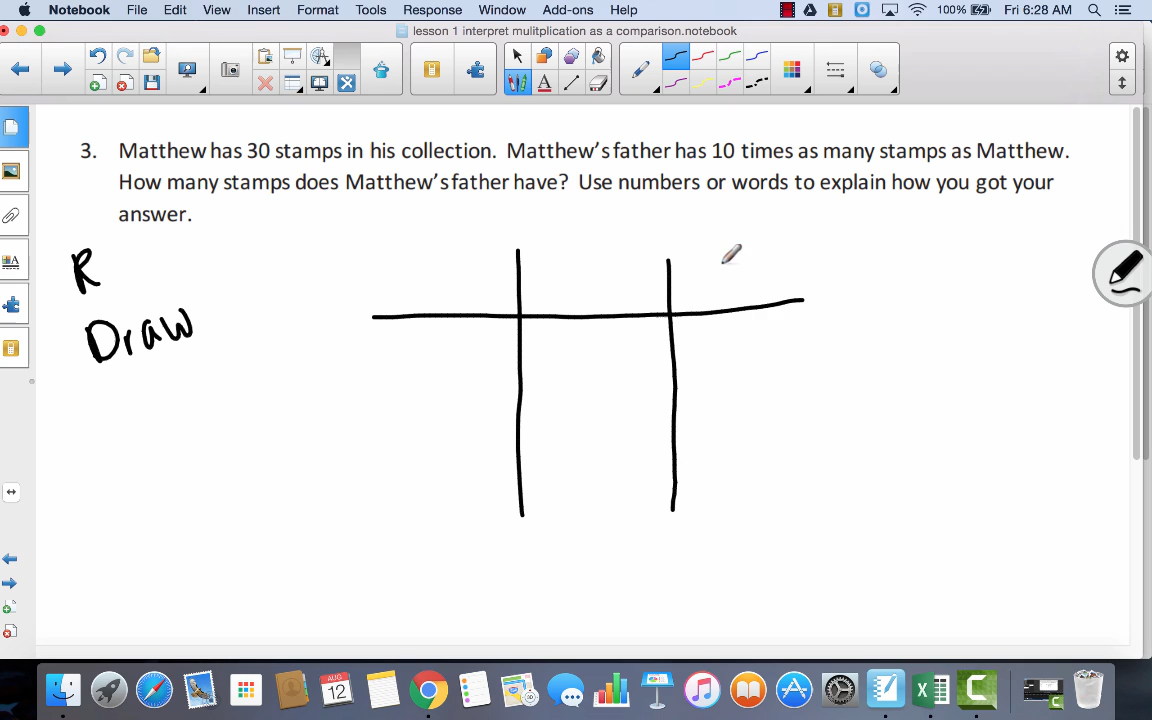 Notebook File Edit View Insert Format Tools Response Window Add-ons Help 100% Fri 6:28 AM
lesson 1 interpret mulitplication as a comparison.notebook
3. Matthew has 30 stamps in his collection. Matthew's father has 10 times as many stamps as Matthew.
How many stamps does Matthew's father have? Use numbers or words to explain how you got your
answer.
R
Draw
AUG
12